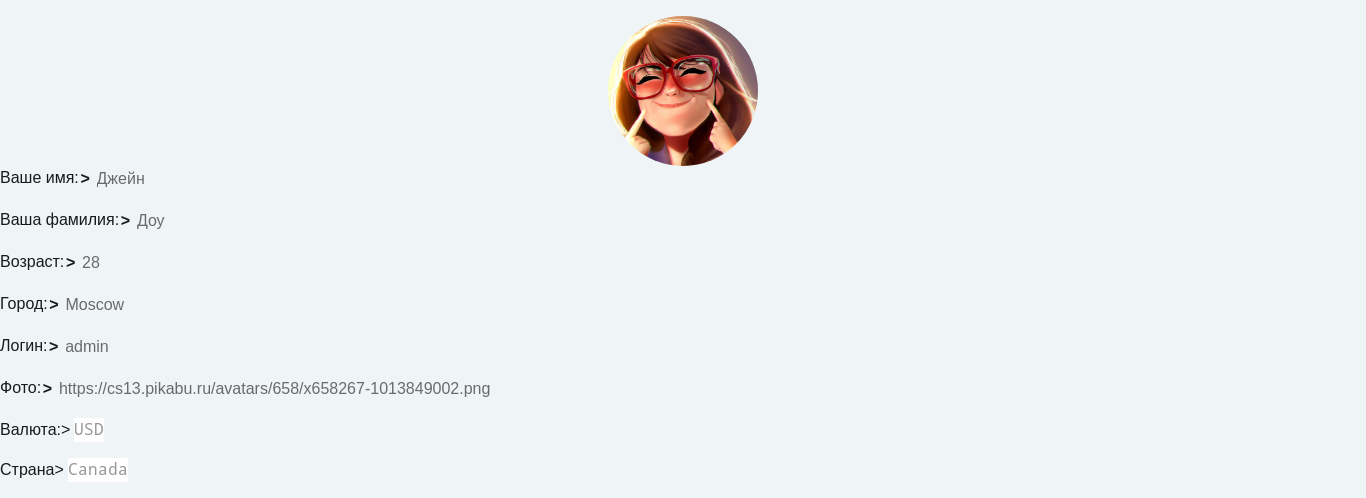 Ваше имя:> Джейн
Ваша фамилия:> Доу
Возраст:> 28
Город:> Moscow
Логин:> admin
Фото:> https://cs13.pikabu.ru/avatars/658/x658267-1013849002.png
Валюта:> USD
Страна> Canada